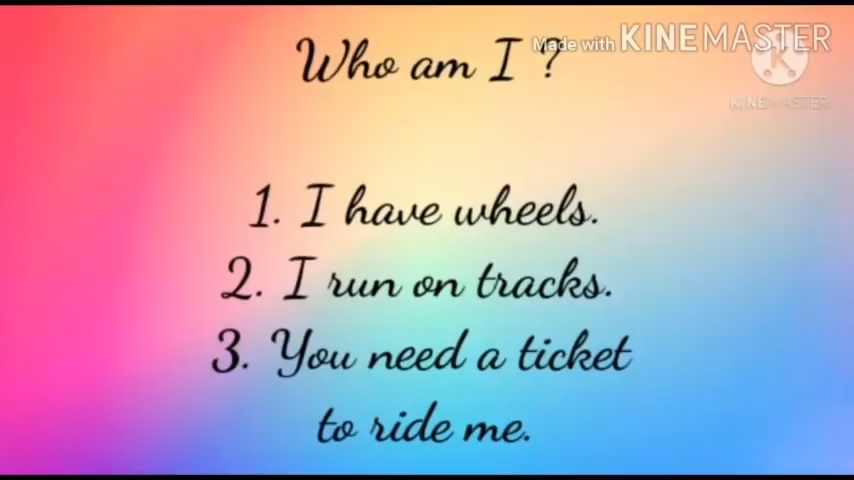 Who am I ?
Made with KINEMASTER
K
KINEMASTER
1. I have wheels.
2. I run on tracks.
3. You need a ticket
to ride me.